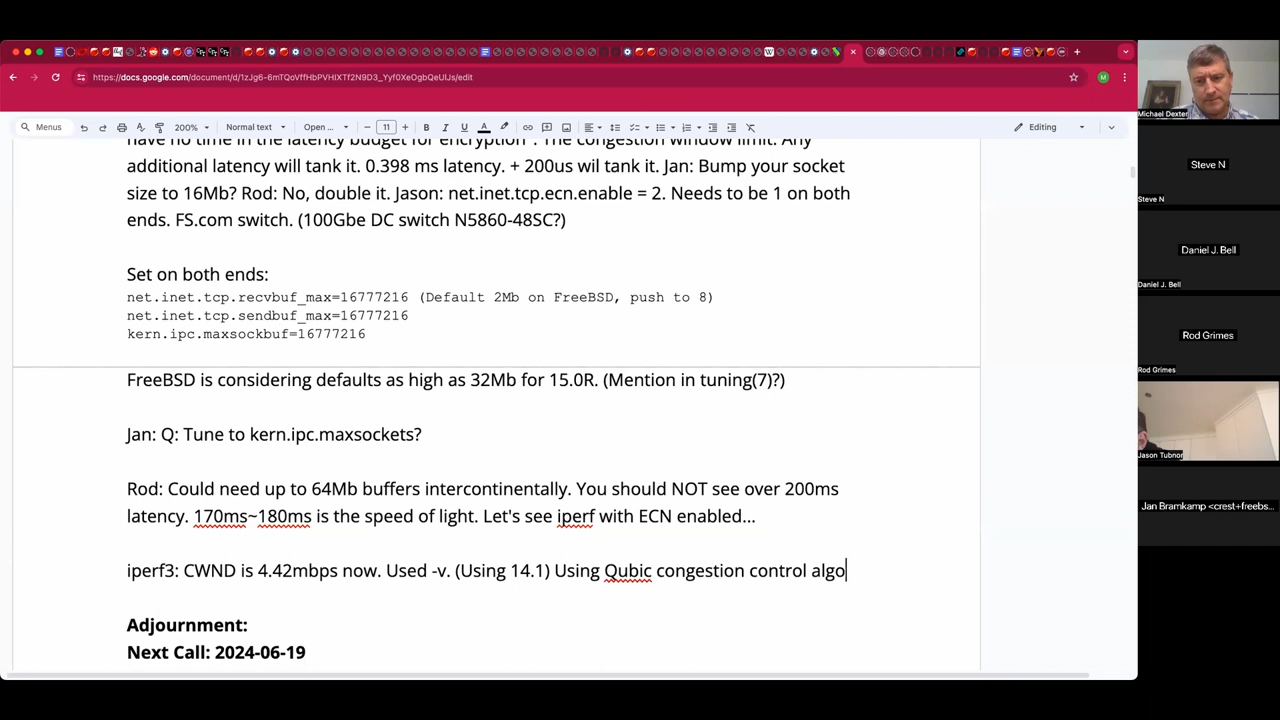 https://docs.google.com/document/d/1zJg6-6mTQoVffHbPVHIXTf2N9D3_Yyf0XeOgbQeUlJs/edit
M
Menus
200%
Normal text
Open ...
11
Editing
have no time in the latency budget for encryption". The congestion window limit. Any
additional latency will tank it. 0.398 ms latency. + 200us wil tank it. Jan: Bump your socket
size to 16Mb? Rod: No, double it. Jason: net.inet.tcp.ecn.enable = 2. Needs to be 1 on both
ends. FS.com switch. (100Gbe DC switch N5860-48SC?)
Set on both ends:
net.inet.tcp.recvbuf_max=16777216 (Default 2Mb on FreeBSD, push to 8)
net.inet.tcp.sendbuf_max=16777216
kern.ipc.maxsockbuf=16777216
FreeBSD is considering defaults as high as 32Mb for 15.0R. (Mention in tuning(7)?)
Jan: Q: Tune to kern.ipc.maxsockets?
Rod: Could need up to 64Mb buffers intercontinentally. You should NOT see over 200ms
latency. 170ms~180ms is the speed of light. Let's see iperf with ECN enabled...
iperf3: CWND is 4.42mbps now. Used -v. (Using 14.1) Using Qubic congestion control algo
Adjournment:
Next Call: 2024-06-19
Michael Dexter
Steve N
Steve N
Daniel J. Bell
Daniel J. Bell
Rod Grimes
Rod Grimes
Jason Tubnor
Jan Bramkamp <crest+freebs...